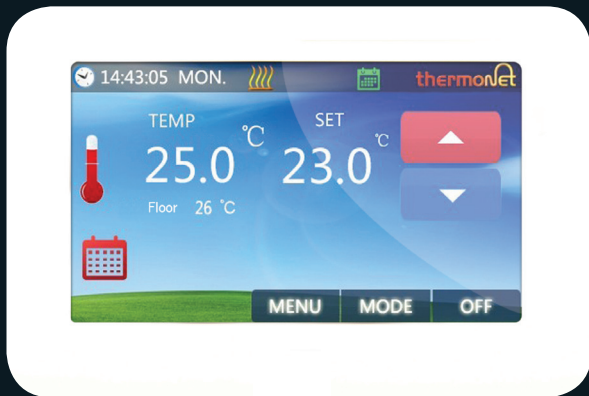 14:43:05 MON. thermonet
TEMP SET
25.0 °C 23.0 °C
Floor 26 °C
MENU MODE OFF